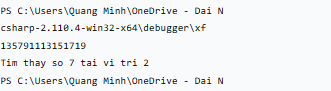 PS C:\Users\Quang Minh\OneDrive - Dai N
csharp-2.110.4-win32-x64\debugger\xf
135791113151719
Tim thay so 7 tai vi tri 2
PS C:\Users\Quang Minh\OneDrive - Dai N